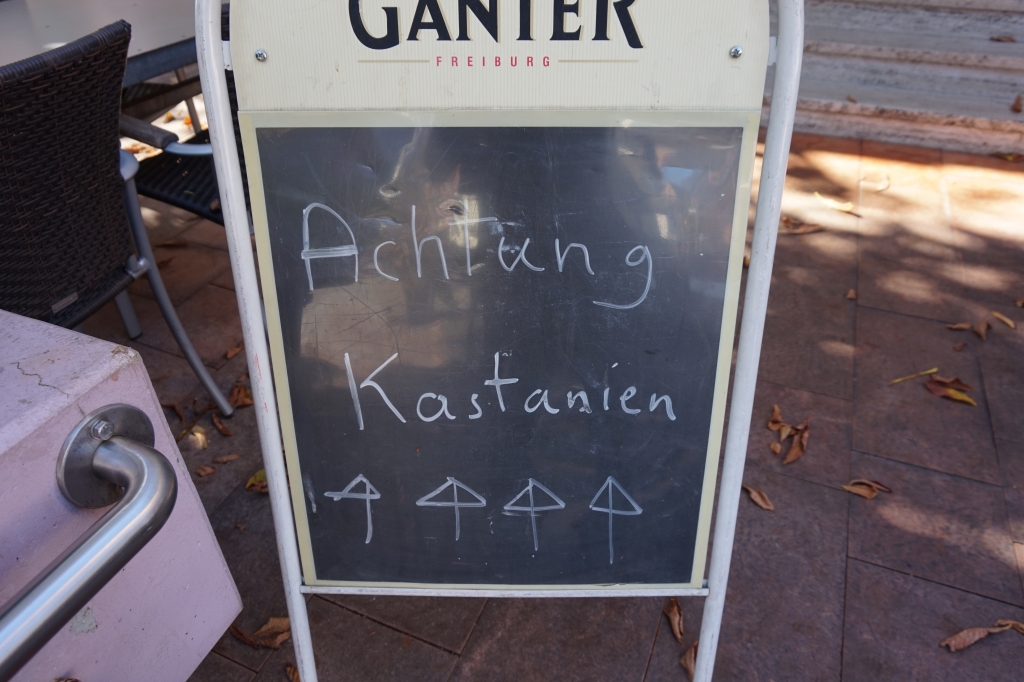 GANTER
FREIBURG
Achtung
Kastanien